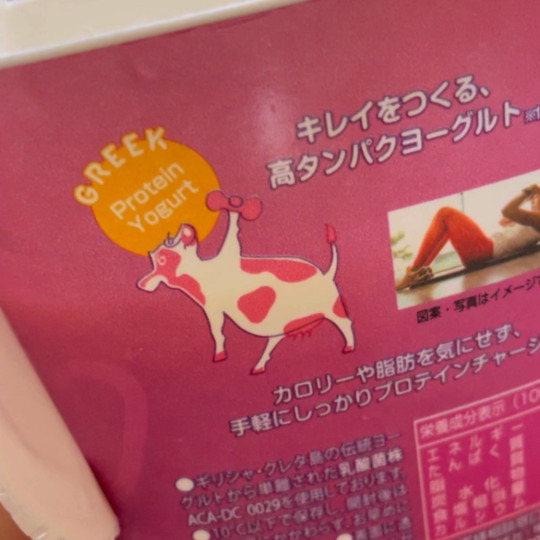 GREEK
Protein
Yogurt
キレイをつくる、
高タンパクヨーグルト※1
図案・写真はイメージで
カロリーや脂肪を気にせず、
手軽にしっかりプロテインチャージ
栄養成分表示（10
●ギリシャ・クレタ島の伝統ヨー
グルトから単離された乳酸菌株
ACA-DC 0029を使用しております。
●10℃以下で保存し、開封後は
エネルギー
たんぱく質
脂
炭水化物
食塩相当量
カルシウム